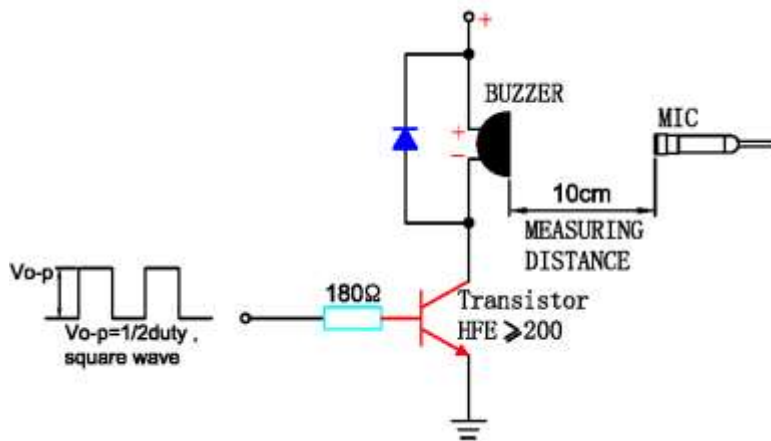 +
BUZZER
MIC
+
−
10cm
MEASURING
DISTANCE
Vo-p
180Ω
Transistor
HFE ⩾200
Vo-p=1/2duty ,
square wave